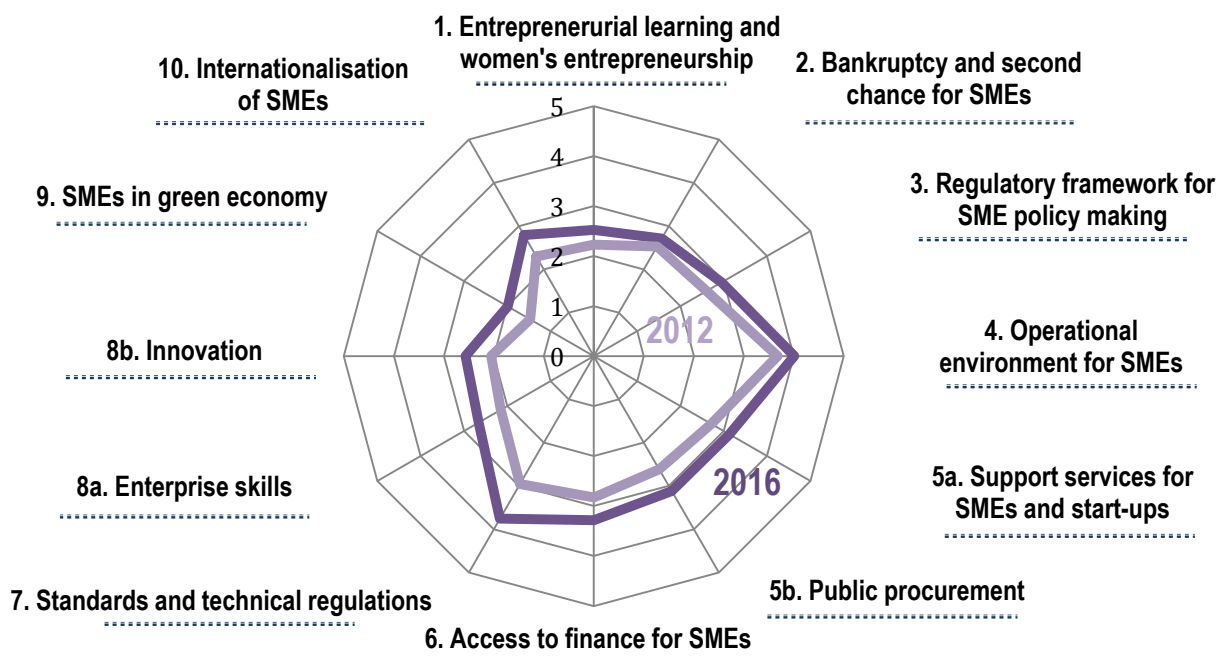 1. Entreprenerurial learning and
women's entrepreneurship
2. Bankruptcy and second
chance for SMEs
3. Regulatory framework for
SME policy making
4. Operational
environment for SMEs
5a. Support services for
SMEs and start-ups
5b. Public procurement
6. Access to finance for SMEs
7. Standards and technical regulations
8a. Enterprise skills
8b. Innovation
9. SMEs in green economy
10. Internationalisation
of SMEs
5
4
3
2
1
0
2012
2016